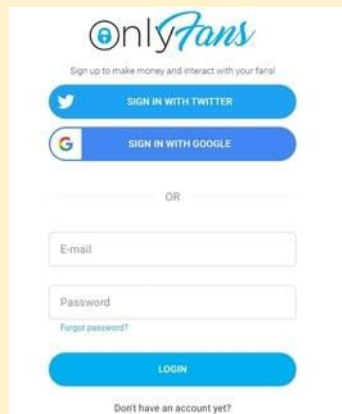 OnlyFans
Sign up to make money and interact with your fans!
SIGN IN WITH TWITTER
G
SIGN IN WITH GOOGLE
OR
E-mail
Password
Forgot password?
LOGIN
Don't have an account yet?